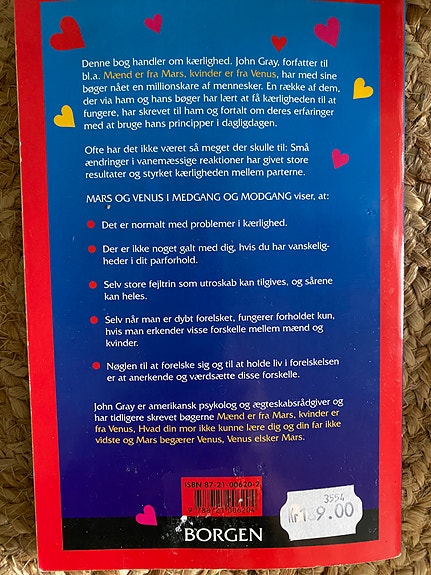 Denne bog handler om kærlighed. John Gray, forfatter til
bl.a. Mænd er fra Mars, kvinder er fra Venus, har med sine
bøger nået en millionskare af mennesker. En række af dem,
der via ham og hans bøger har lært at få kærligheden til at
fungere, har skrevet til ham og fortalt om deres erfaringer
med at bruge hans principper i dagligdagen.
Ofte har det ikke været så meget der skulle til: Små
ændringer i vanemæssige reaktioner har givet store
resultater og styrket kærligheden mellem parterne.
MARS OG VENUS I MEDGANG OG MODGANG viser, at:
Det er normalt med problemer i kærlighed.
Der er ikke noget galt med dig, hvis du har vanskelig-
heder i dit parforhold.
Selv store fejltrin som utroskab kan tilgives, og sårene
kan heles.
Selv når man er dybt forelsket, fungerer forholdet kun,
hvis man erkender visse forskelle mellem mænd og
kvinder.
Nøglen til at forelske sig og til at holde liv i forelskelsen
er at anerkende og værdsætte disse forskelle.
John Gray er amerikansk psykolog og ægteskabsrådgiver og
har tidligere skrevet bøgerne Mænd er fra Mars, kvinder er
fra Venus, Hvad din mor ikke kunne lære dig og din far ikke
vidste og Mars begærer Venus, Venus elsker Mars.
ISBN 87-21-00620-2
9 788721 006204
3554
BORGEN